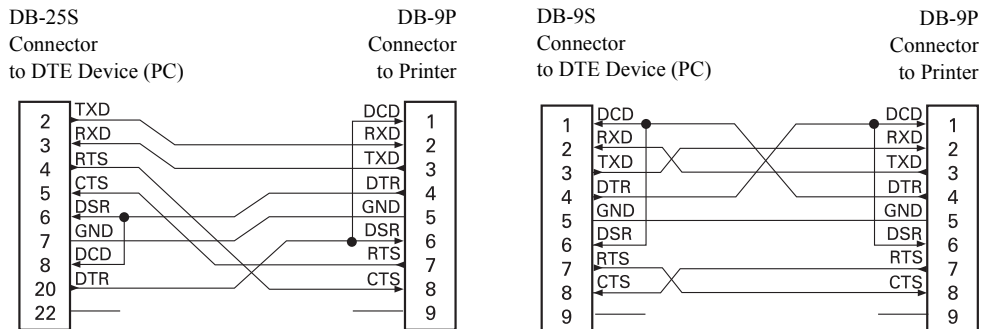 DB-25S
Connector
to DTE Device (PC)
DB-9P
Connector
to Printer
2 TXD DCD 1
3 RXD RXD 2
4 RTS TXD 3
5 CTS DTR 4
6 DSR GND 5
7 GND DSR 6
8 DCD RTS 7
20 DTR CTS 8
22 9
DB-9S
Connector
to DTE Device (PC)
DB-9P
Connector
to Printer
1 DCD DCD 1
2 RXD RXD 2
3 TXD TXD 3
4 DTR DTR 4
5 GND GND 5
6 DSR DSR 6
7 RTS RTS 7
8 CTS CTS 8
9 9